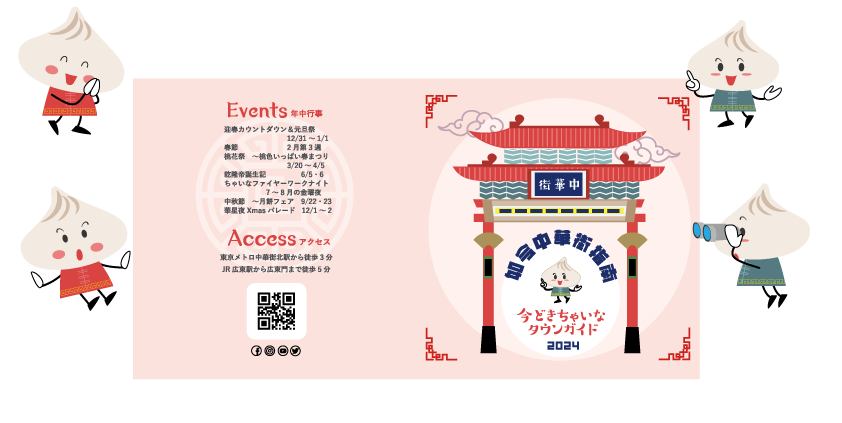 Events 年中行事
迎春カウントダウン&元旦祭
12/31 ~ 1/1
春節 2月第3週
桃花祭 ~桃色いっぱい春まつり
3/20 ~ 4/5
乾隆帝誕生記 6/5・6
ちゃいなファイヤーワークナイト
7 ~ 8月の金曜夜
中秋節 ~月餅フェア 9/22・23
華星夜 Xmas パレード 12/1 ~ 2
Access アクセス
東京メトロ中華街北駅から徒歩3分
JR 広東駅から広東門まで徒歩5分
街華中
如今中華街指南
今どきちゃいな
タウンガイド
2024